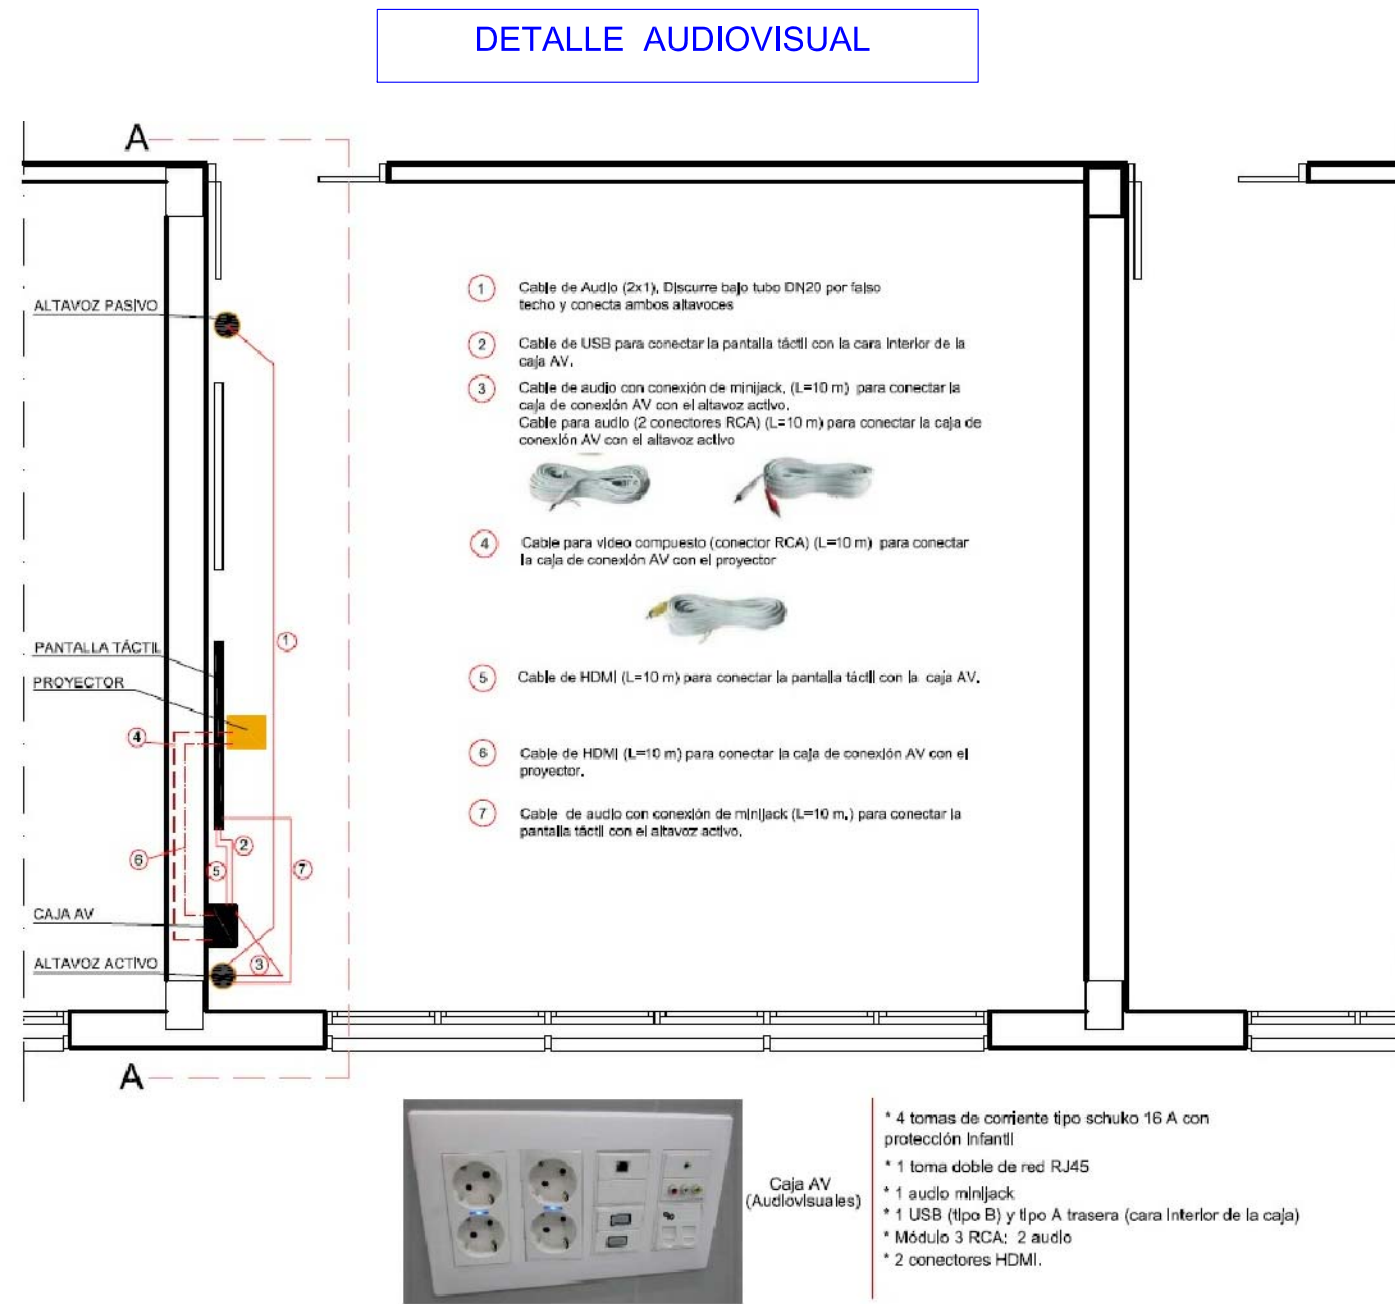 DETALLE AUDIOVISUAL
A
ALTAVOZ PASIVO
1 Cable de Audio (2x1), Discurre bajo tubo DN20 por falso
techo y conecta ambos altavoces
2 Cable de USB para conectar la pantalla táctil con la cara interior de la
caja AV.
3 Cable de audio con conexión de minijack, (L=10 m) para conectar la
caja de conexión AV con el altavoz activo,
Cable para audio (2 conectores RCA) (L=10 m) para conectar la caja de
conexión AV con el altavoz activo
4 Cable para video compuesto (conector RCA) (L=10 m) para conectar
la caja de conexión AV con el proyector
5 Cable de HDMI (L=10 m) para conectar la pantalla táctil con la caja AV.
6 Cable de HDMI (L=10 m) para conectar la caja de conexión AV con el
proyector.
7 Cable de audio con conexión de minijack (L=10 m.) para conectar la
pantalla táctil con el altavoz activo.
1
PANTALLA TÁCTIL
PROYECTOR
4
2
6
5
7
CAJA AV
3
ALTAVOZ ACTIVO
A
Caja AV
(Audiovisuales)
* 4 tomas de corriente tipo schuko 16 A con
protección infantil
* 1 toma doble de red RJ45
* 1 audio minijack
* 1 USB (tipo B) y tipo A trasera (cara interior de la caja)
* Módulo 3 RCA: 2 audio
* 2 conectores HDMI.